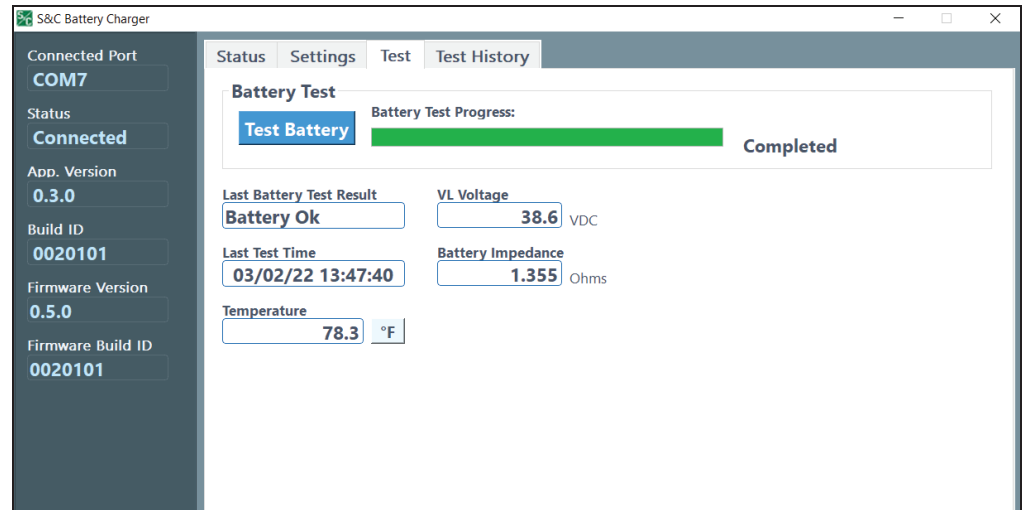 S&C Battery Charger
Connected Port
COM7
Status
Connected
App. Version
0.3.0
Build ID
0020101
Firmware Version
0.5.0
Firmware Build ID
0020101
Status Settings Test Test History
Battery Test
Test Battery
Battery Test Progress:
Completed
Last Battery Test Result
Battery Ok
VL Voltage
38.6 VDC
Last Test Time
03/02/22 13:47:40
Battery Impedance
1.355 Ohms
Temperature
78.3 °F